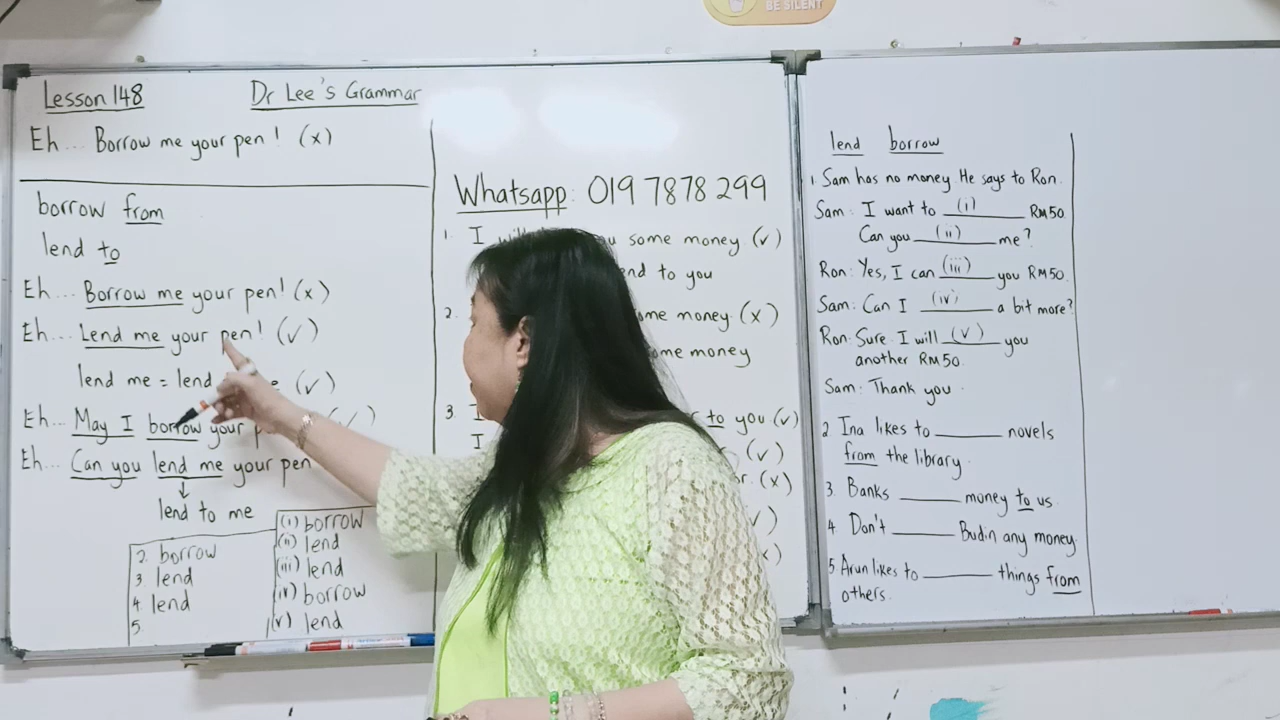 BE SILENT
Lesson 148 Dr Lee's Grammar
Eh... Borrow me your pen! (x)
borrow from
lend to
Eh... Borrow me your pen! (x)
Eh... Lend me your pen! (✓)
lend me = lend (✓)
Eh... May I borrow your (✓)
Eh... Can you lend me your pen
↓
lend to me
2. borrow
3 lend
4. lend
5.
(i) borrow
(ii) lend
(iii) lend
(iv) borrow
(v) lend
Whatsapp: 019 7878 299
1. I some money (✓)
to you
2. money. (x)
money
3. I to you (✓)
I (✓)
(x)
lend borrow
1. Sam has no money. He says to Ron.
Sam: I want to (i) RM50.
Can you (ii) me?
Ron: Yes, I can (iii) you RM50.
Sam: Can I (iv) a bit more?
Ron: Sure. I will (v) you
another RM50.
Sam: Thank you.
2 Ina likes to ______ novels
from the library.
3. Banks ______ money to us.
4 Don't ______ Budin any money.
5 Arun likes to ______ things from
others.